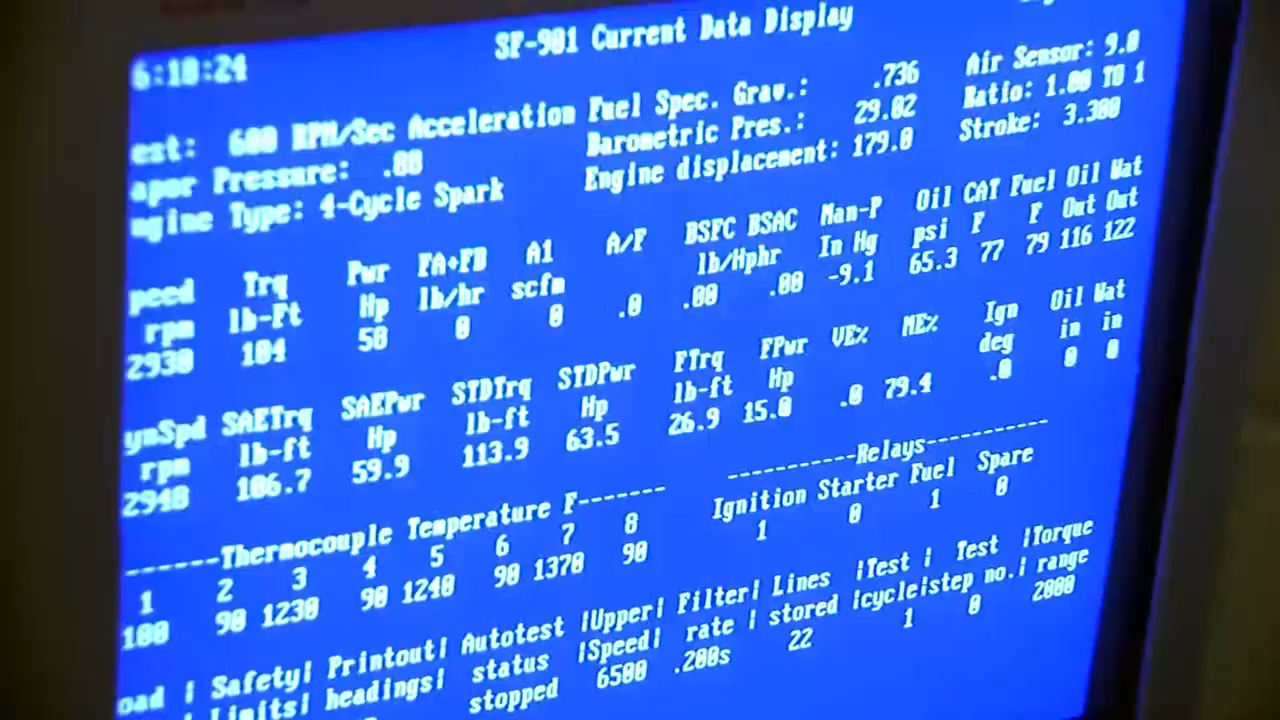 6:10:24 SF-901 Current Data Display
est: 600 RPM/Sec Acceleration Fuel Spec. Grav.: .736 Air Sensor: 9.0
apor Pressure: .00 Barometric Pres.: 29.02 Ratio: 1.00 TO 1
ngine Type: 4-Cycle Spark Engine displacement: 179.0 Stroke: 3.300
peed Trq Pwr FA+FB A1 A/F BSFC BSAC Man-P Oil CAT Fuel Oil Wat
rpm lb-Ft Hp lb/hr scfm lb/Hphr In Hg psi F F Out Out
2930 104 58 0 0 .0 .00 .00 -9.1 65.3 77 79 116 122
ymSpd SAETrq SAEPwr STDTrq STDPwr FTrq FPwr VE% ME% Ign Oil Wat
rpm lb-ft Hp lb-ft Hp lb-ft Hp deg in in
2940 106.7 59.9 113.9 63.5 26.9 15.0 .0 79.4 .0 0 0
------Thermocouple Temperature F------- -----------Relays-----------
1 2 3 4 5 6 7 8 Ignition Starter Fuel Spare
100 90 1230 90 1240 90 1370 90 1 0 1 0
oad | Safety| Printout| Autotest |Upper| Filter| Lines |Test | Test |Torque
| Limits| headings| status |Speed| rate | stored |cycle|step no.| range
stopped 6500 .200s 22 1 0 2000